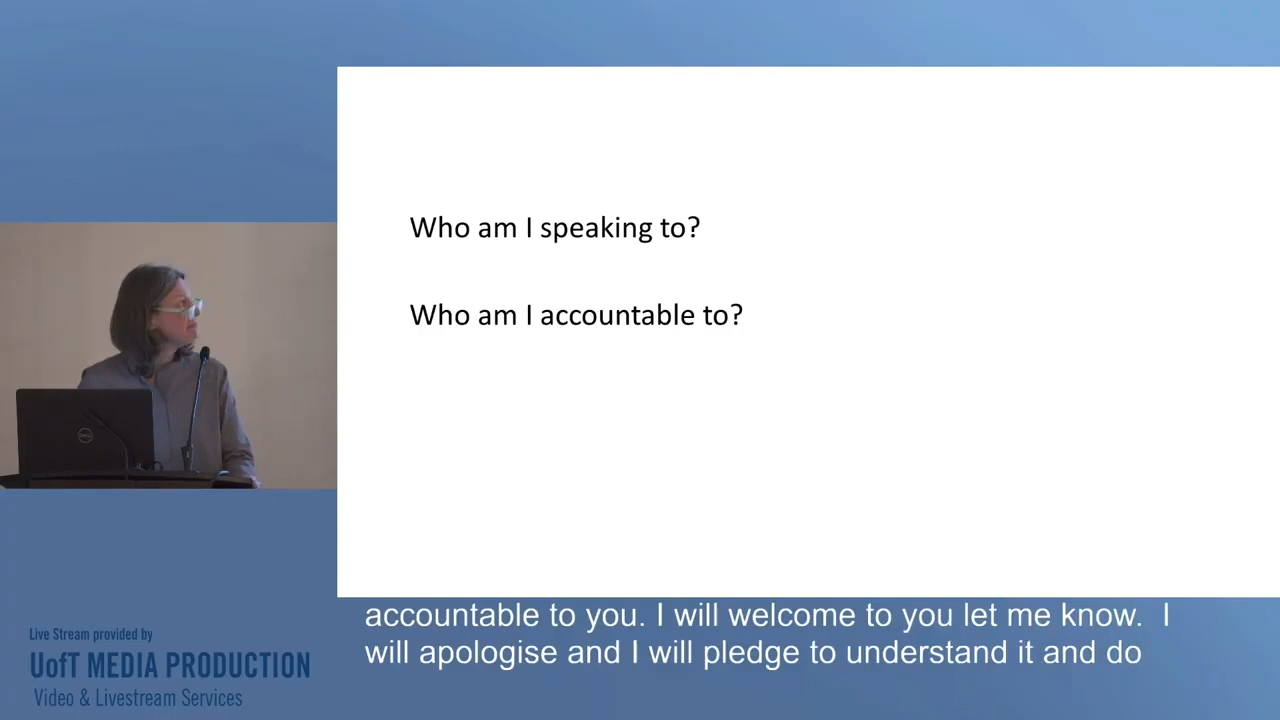 Who am I speaking to?
Who am I accountable to?
accountable to you. I will welcome to you let me know.  I
will apologise and I will pledge to understand it and do
Live Stream provided by
UofT MEDIA PRODUCTION
Video & Livestream Services
DELL